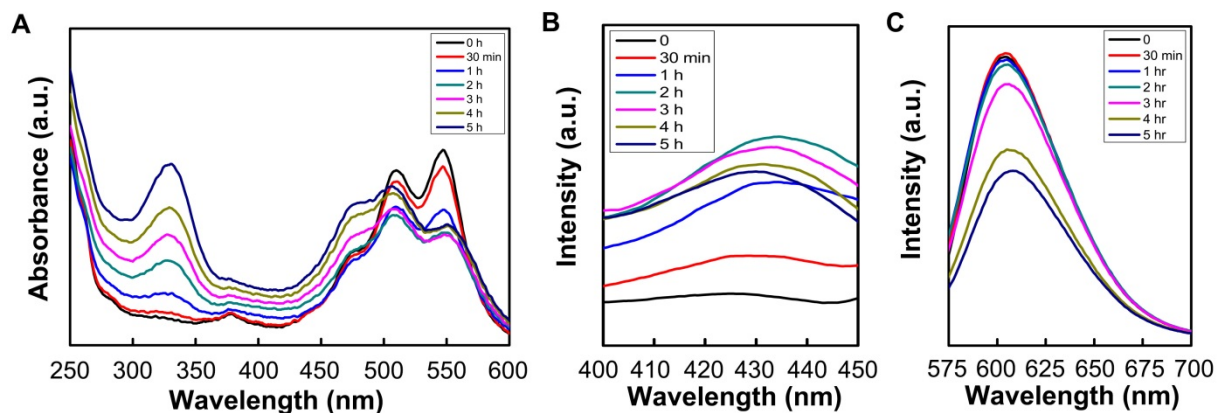 A
Absorbance (a.u.)
0 h
30 min
1 h
2 h
3 h
4 h
5 h
250 300 350 400 450 500 550 600
Wavelength (nm)
B
Intensity (a.u.)
0
30 min
1 h
2 h
3 h
4 h
5 h
400 410 420 430 440 450
Wavelength (nm)
C
Intensity (a.u.)
0
30 min
1 hr
2 hr
3 hr
4 hr
5 hr
575 600 625 650 675 700
Wavelength (nm)